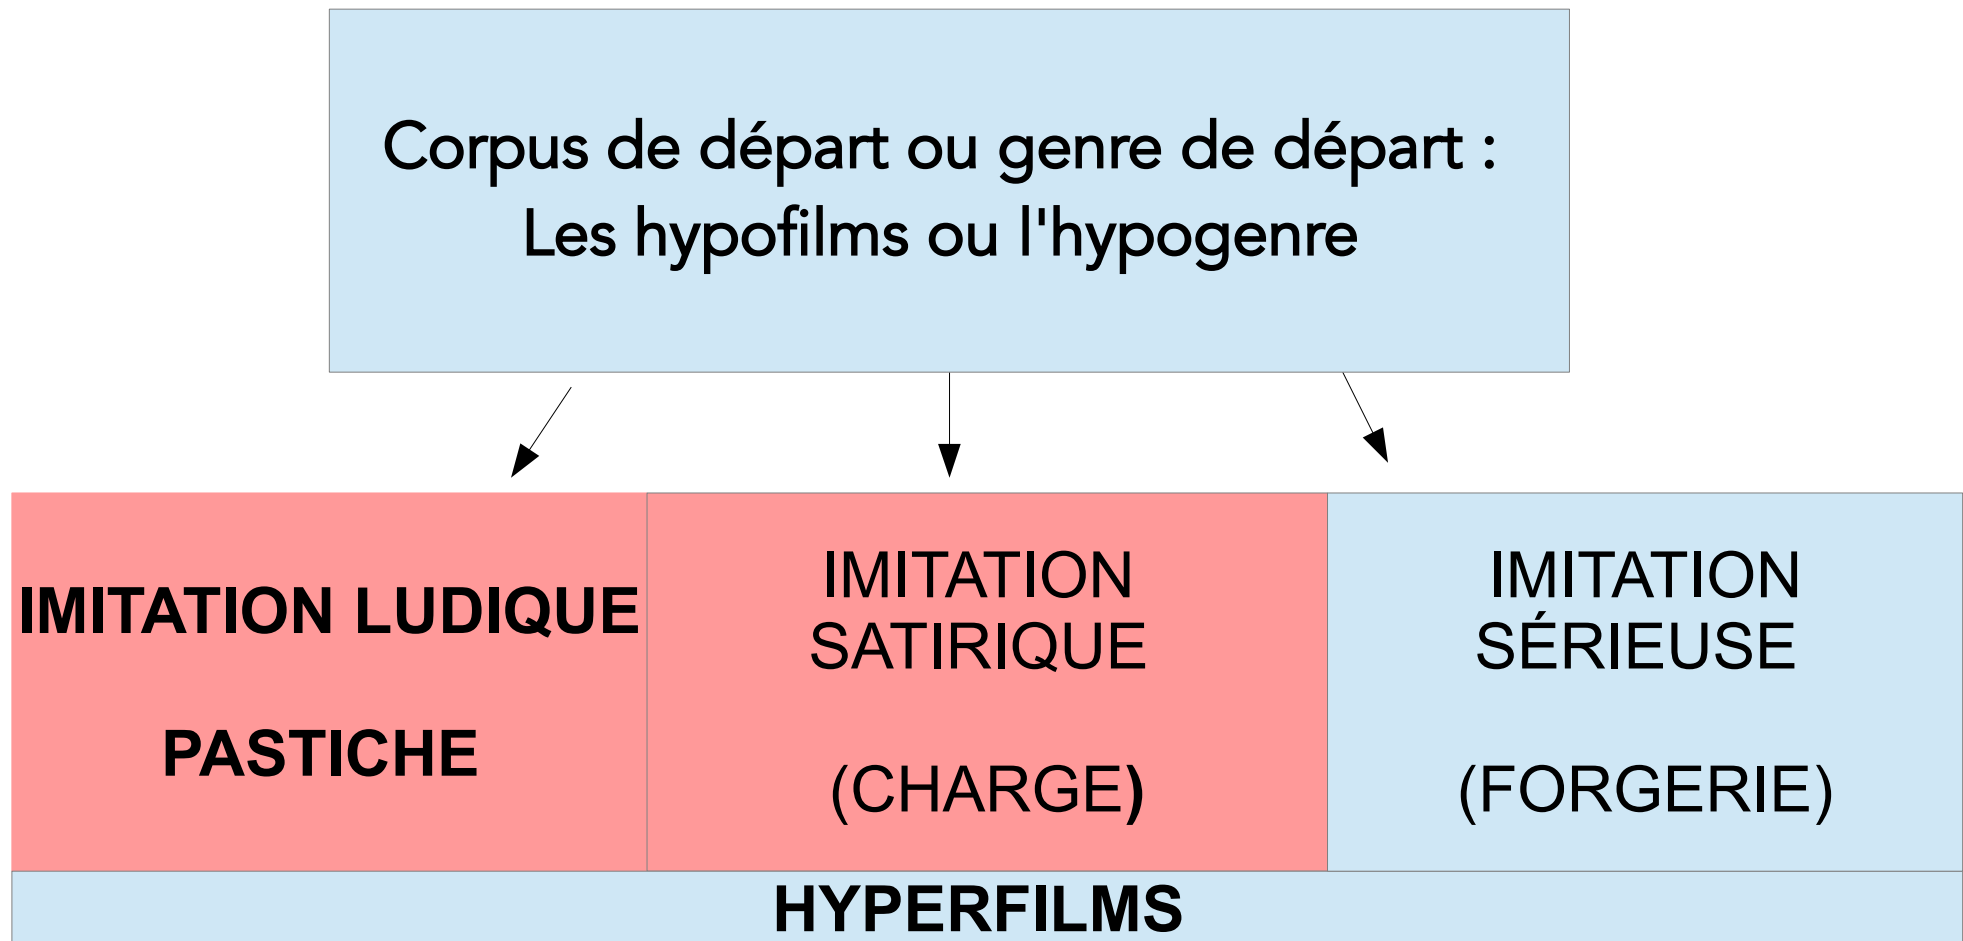 Corpus de départ ou genre de départ :
Les hypofilms ou l'hypogenre
IMITATION LUDIQUE
PASTICHE
IMITATION
SATIRIQUE
(CHARGE)
IMITATION
SÉRIEUSE
(FORGERIE)
HYPERFILMS